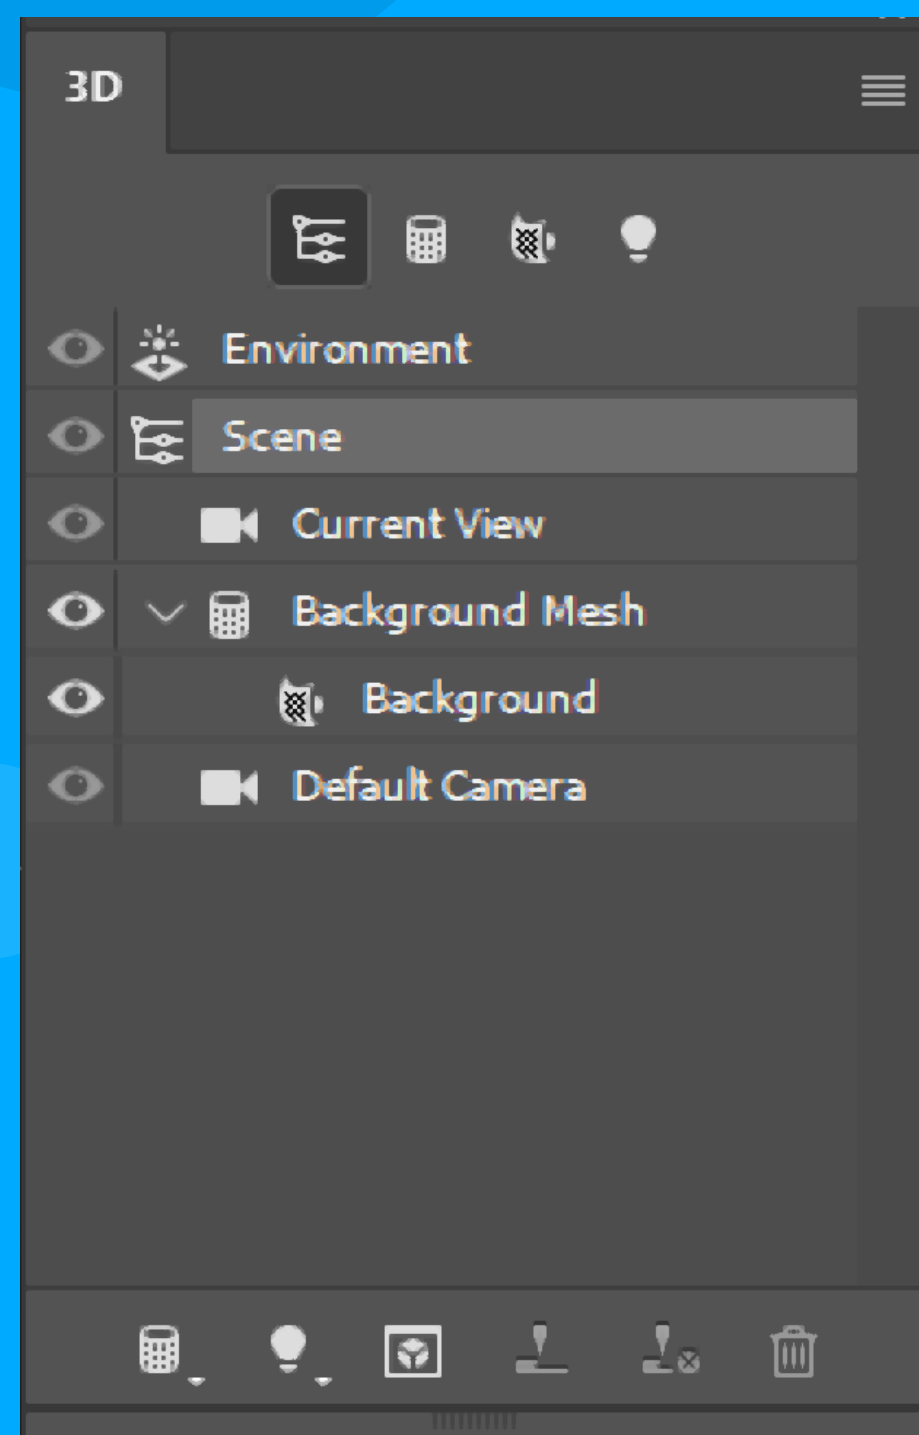 3D
Environment
Scene
Current View
Background Mesh
Background
Default Camera